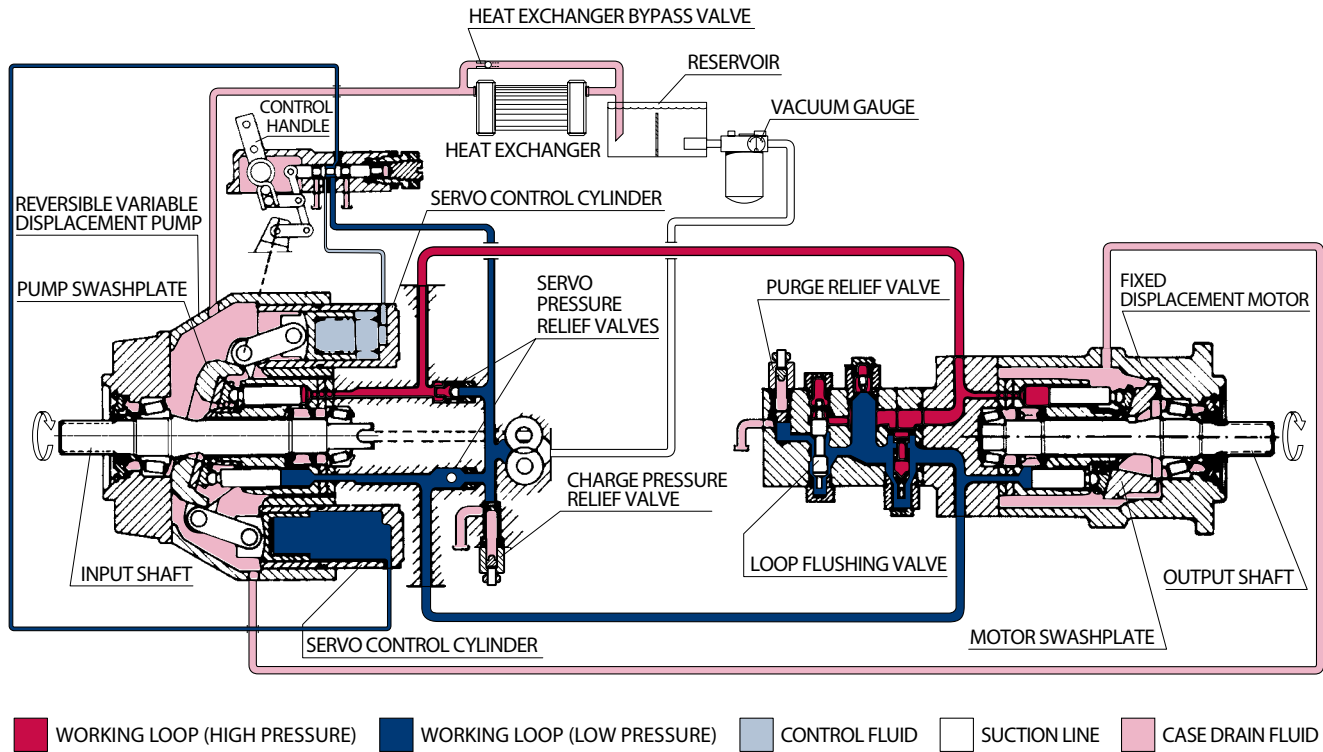 HEAT EXCHANGER BYPASS VALVE
RESERVOIR
VACUUM GAUGE
CONTROL
HANDLE
HEAT EXCHANGER
SERVO CONTROL CYLINDER
REVERSIBLE VARIABLE
DISPLACEMENT PUMP
PUMP SWASHPLATE
SERVO
PRESSURE
RELIEF VALVES
PURGE RELIEF VALVE
FIXED
DISPLACEMENT MOTOR
CHARGE PRESSURE
RELIEF VALVE
INPUT SHAFT
LOOP FLUSHING VALVE
OUTPUT SHAFT
SERVO CONTROL CYLINDER
MOTOR SWASHPLATE
WORKING LOOP (HIGH PRESSURE)
WORKING LOOP (LOW PRESSURE)
CONTROL FLUID
SUCTION LINE
CASE DRAIN FLUID